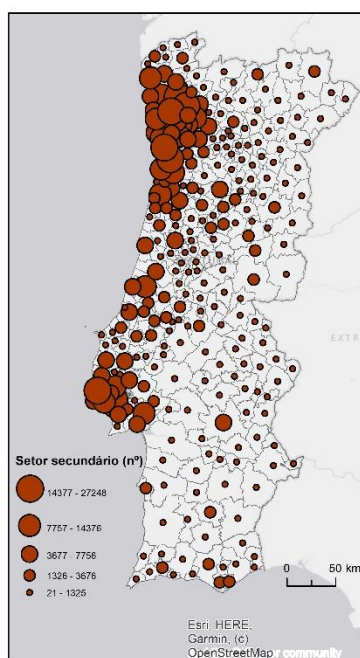 EXTR
Setor secundário (nº)
14377 - 27248
7757 - 14376
3677 - 7756
1326 - 3676
21 - 1325
0 50 km
Esri, HERE,
Garmin, (c)
OpenStreetMap community